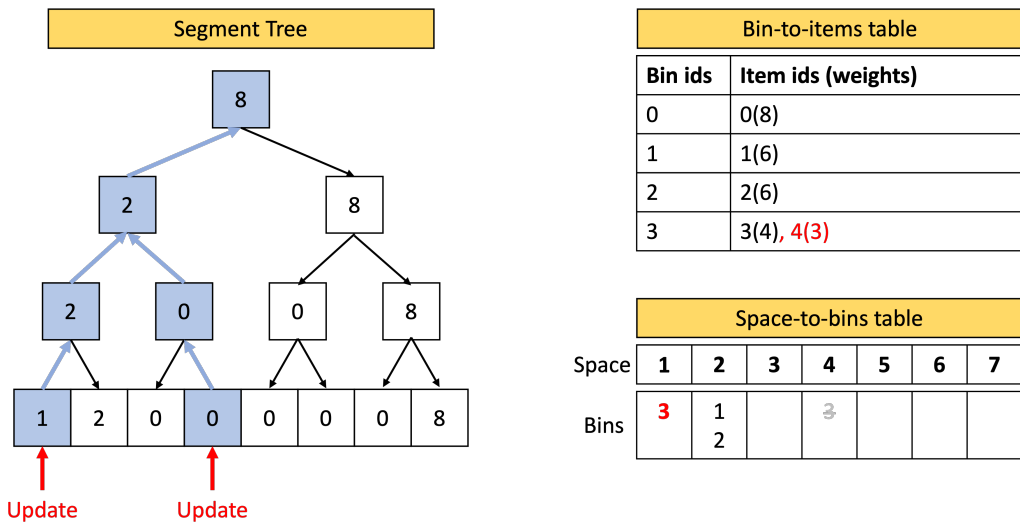 Segment Tree
8
2
8
2
0
0
8
1 2 0 0 0 0 0 8
Update Update
Bin-to-items table
Bin ids Item ids (weights)
0 0(8)
1 1(6)
2 2(6)
3 3(4), 4(3)
Space-to-bins table
Space 1 2 3 4 5 6 7
Bins 3 1 3
2